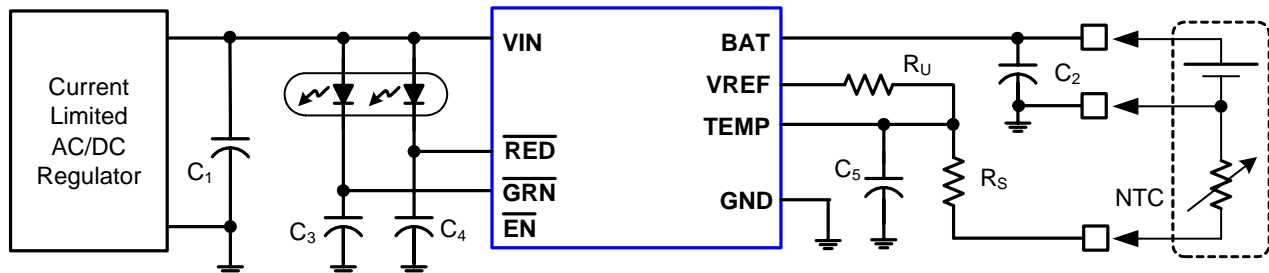 Current
Limited
AC/DC
Regulator
C1
C3
C4
VIN
RED
GRN
EN
BAT
VREF
TEMP
GND
RU
C2
C5
RS
NTC